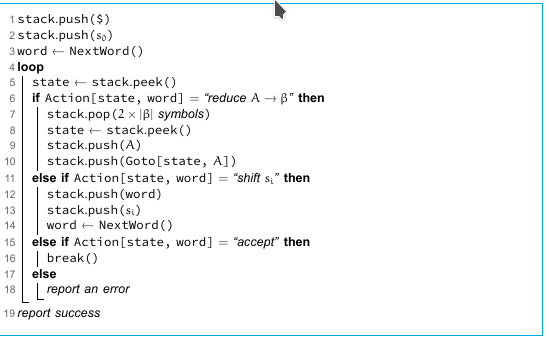 1 stack.push($)
2 stack.push(s₀)
3 word ← NextWord()
4 loop
5 state ← stack.peek()
6 if Action[state, word] = “reduce A → β” then
7 stack.pop(2 × |β| symbols)
8 state ← stack.peek()
9 stack.push(A)
10 stack.push(Goto[state, A])
11 else if Action[state, word] = “shift sᵢ” then
12 stack.push(word)
13 stack.push(sᵢ)
14 word ← NextWord()
15 else if Action[state, word] = “accept” then
16 break()
17 else
18 report an error
19 report success